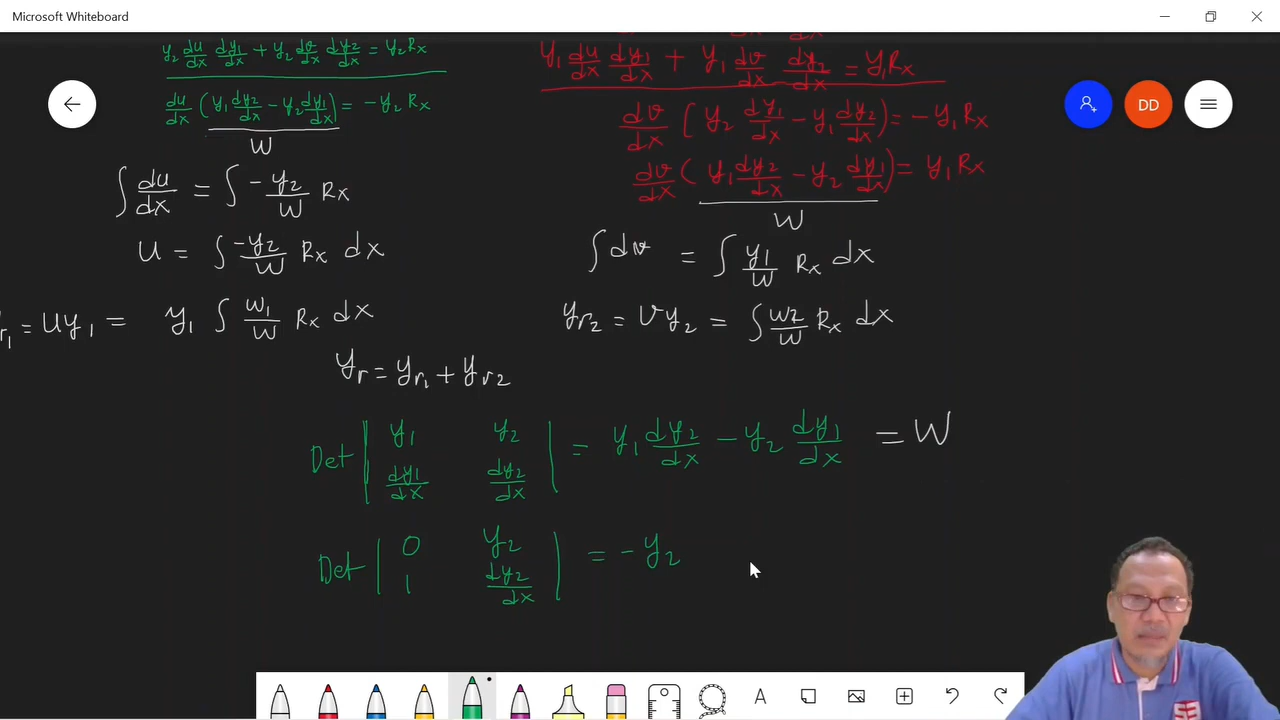 Microsoft Whiteboard
y₂ du/dx dy₁/dx + y₂ dv/dx dy₂/dx = y₂Rx
du/dx (y₁ dy₂/dx − y₂ dy₁/dx) = −y₂ Rx
W
∫ du/dx = ∫ −y₂/W Rx
u = ∫ −y₂/W Rx dx
r₁ = uy₁ = y₁ ∫ W₁/W Rx dx
y₁ du/dx dy₁/dx + y₁ dv/dx dy₂/dx = y₁Rx
dv/dx (y₂ dy₁/dx − y₁ dy₂/dx) = −y₁ Rx
dv/dx (y₁ dy₂/dx − y₂ dy₁/dx) = y₁ Rx
W
∫ dv = ∫ y₁/W Rx dx
yr₂ = vy₂ = ∫ W₂/W Rx dx
yr = yr₁ + yr₂
Det | y₁ y₂ | = y₁ dy₂/dx − y₂ dy₁/dx = W
dy₁/dx dy₂/dx
Det | 0 y₂ | = −y₂
1 dy₂/dx
DD
A